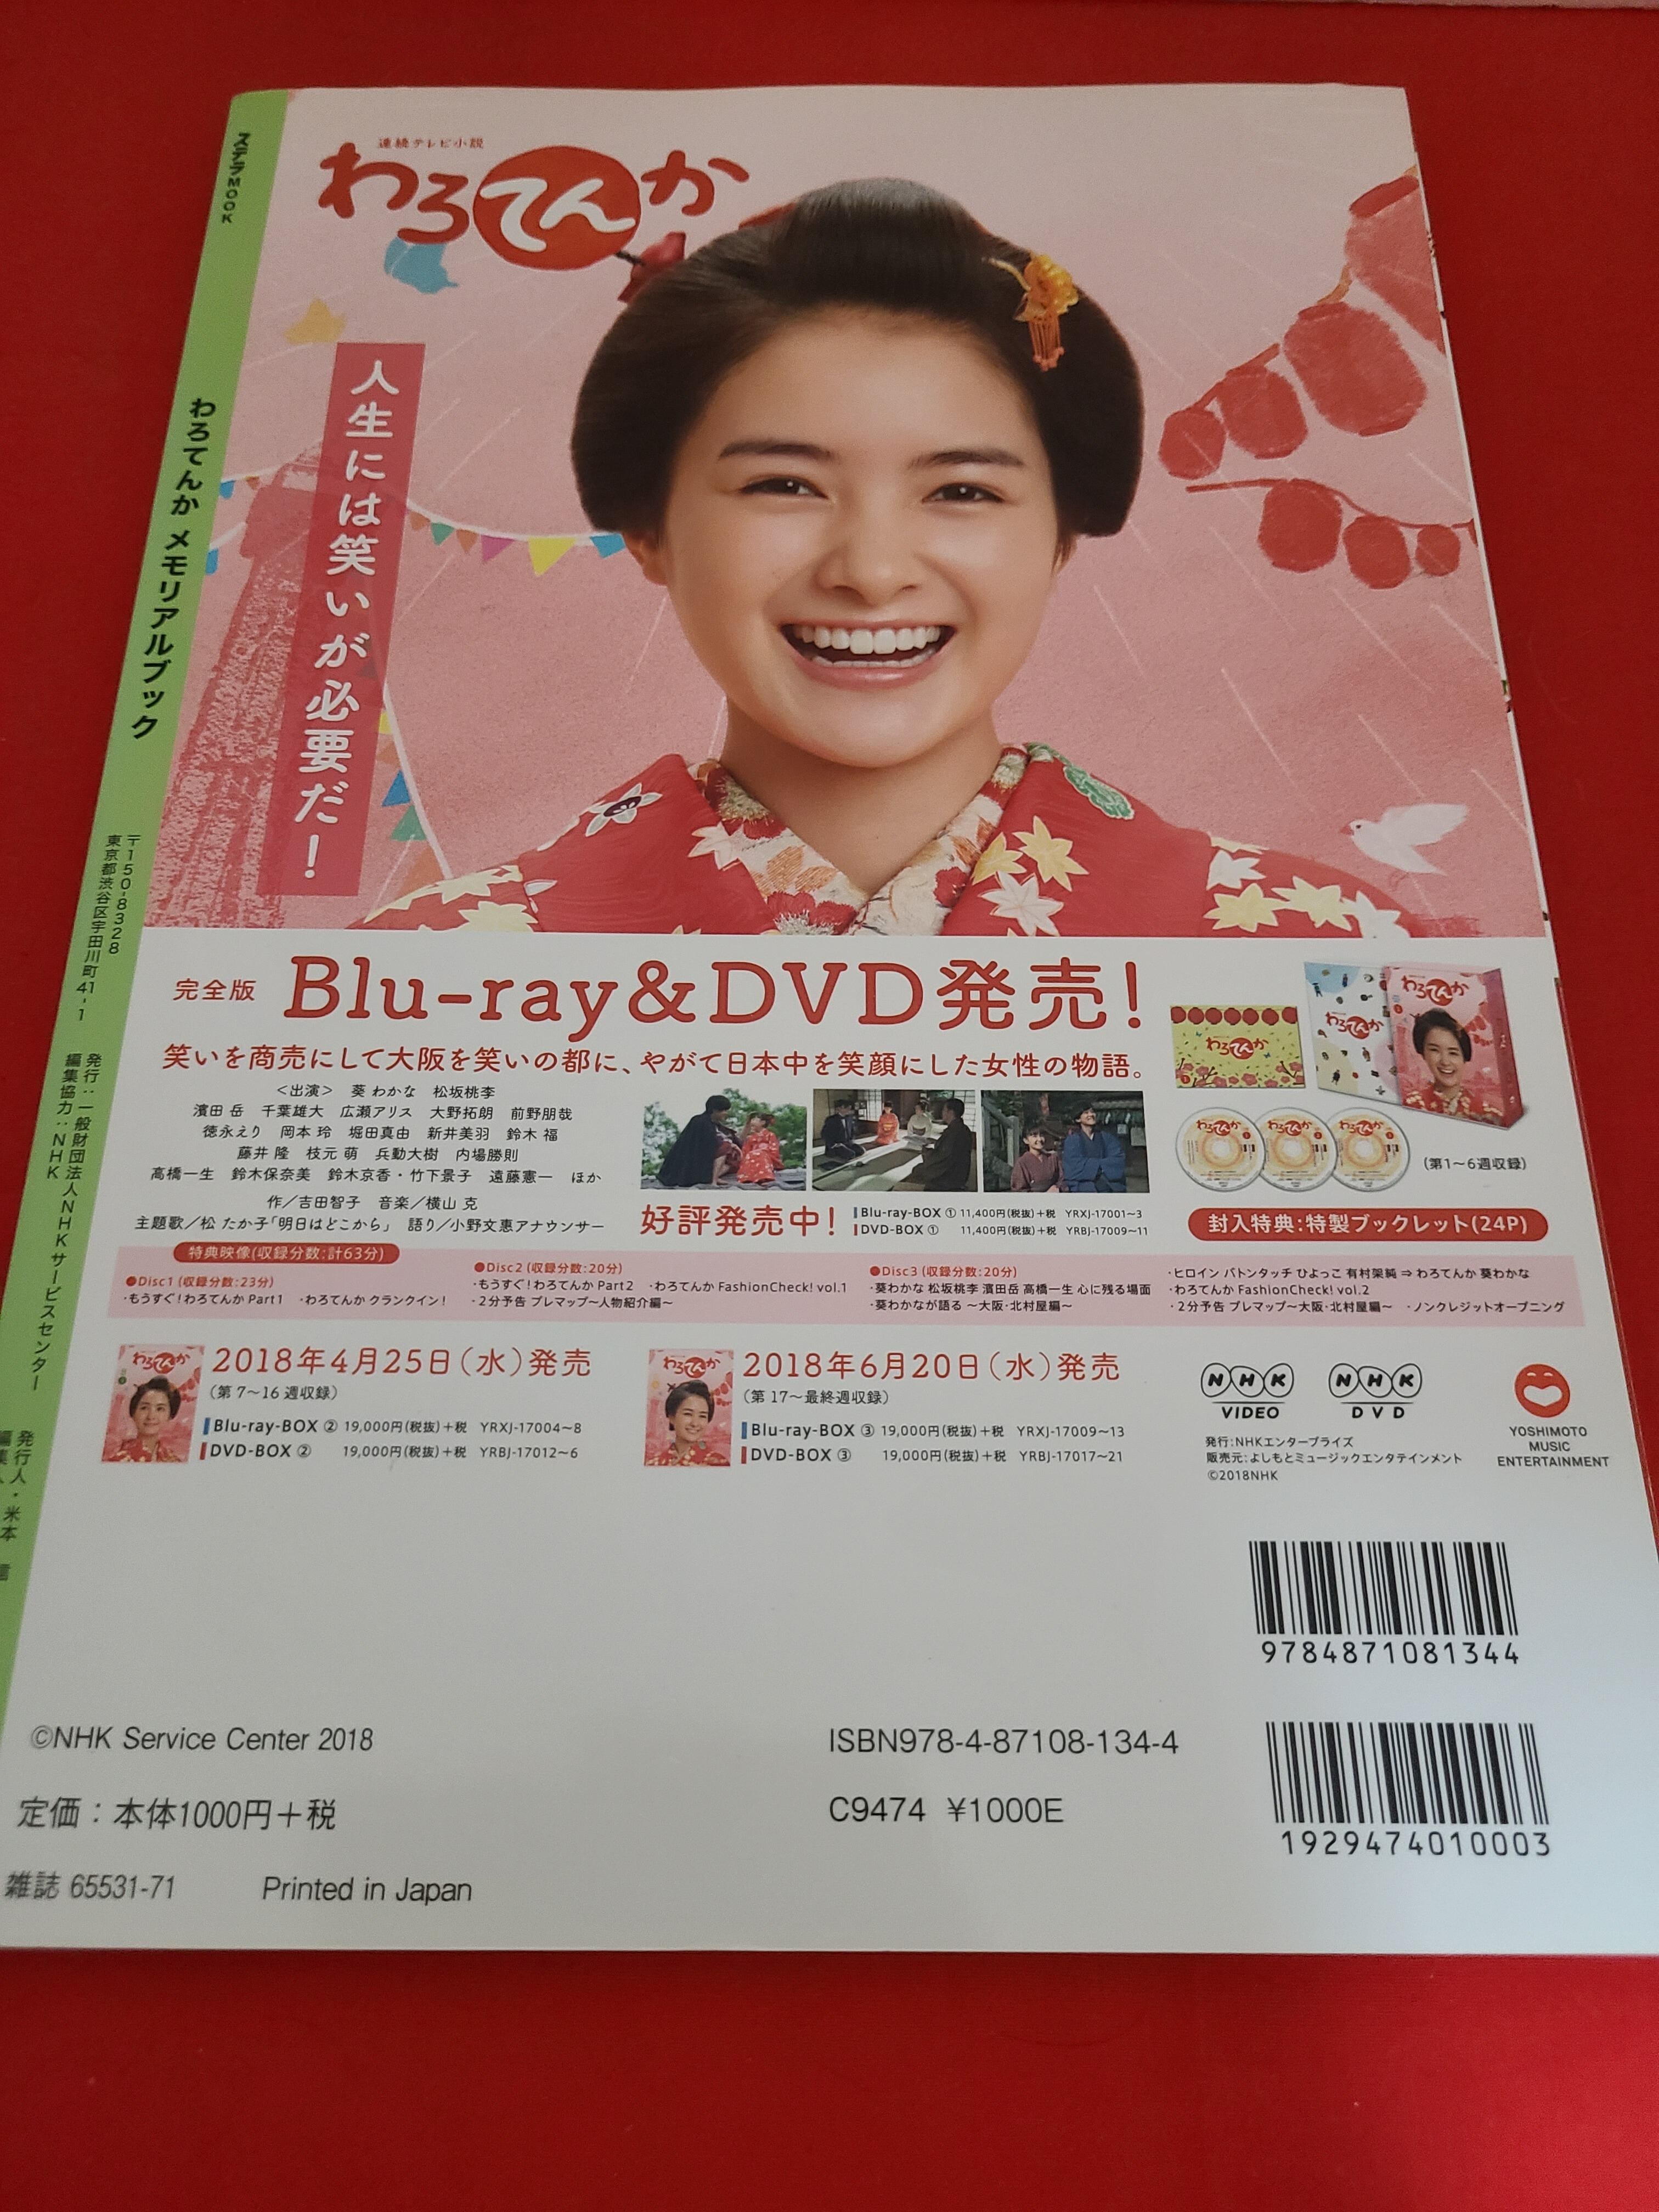 ステラMOOK
わろてんか メモリアルブック
〒150-8328
東京都渋谷区宇田川町41-1
発行:一般財団法人NHKサービスセンター
編集協力:NHK
発行人・米本
連続テレビ小説
わろてんか
人生には笑いが必要だ!
完全版 Blu-ray&DVD発売!
笑いを商売にして大阪を笑いの都に、やがて日本中を笑顔にした女性の物語。
<出演> 葵 わかな 松坂桃李
濱田 岳 千葉雄大 広瀬アリス 大野拓朗 前野朋哉
徳永えり 岡本 玲 堀田真由 新井美羽 鈴木 福
藤井 隆 枝元 萌 兵動大樹 内場勝則
高橋一生 鈴木保奈美 鈴木京香・竹下景子 遠藤憲一 ほか
作/吉田智子 音楽/横山 克
主題歌/松 たか子「明日はどこから」 語り/小野文惠アナウンサー
好評発売中!
Blu-ray-BOX ① 11,400円(税抜)+税 YRXJ-17001~3
DVD-BOX ① 11,400円(税抜)+税 YRBJ-17009~11
わろてんか
わろてんか
わろてんか
(第1~6週収録)
封入特典:特製ブックレット(24P)
特典映像(収録分数:計63分)
●Disc1(収録分数:23分)
・もうすぐ!わろてんか Part1 ・わろてんか クランクイン!
●Disc2(収録分数:20分)
・もうすぐ!わろてんか Part2 ・わろてんか FashionCheck! vol.1
・2分予告 プレマップ~人物紹介編~
●Disc3(収録分数:20分)
・葵わかな 松坂桃李 濱田岳 高橋一生 心に残る場面
・葵わかなが語る ~大阪・北村屋編~
・ヒロイン バトンタッチ ひよっこ 有村架純⇒わろてんか 葵わかな
・わろてんか FashionCheck! vol.2
・2分予告 プレマップ~大阪・北村屋編~ ・ノンクレジットオープニング
わろてんか
2018年4月25日(水)発売
(第7~16週収録)
Blu-ray-BOX ② 19,000円(税抜)+税 YRXJ-17004~8
DVD-BOX ② 19,000円(税抜)+税 YRBJ-17012~6
わろてんか
2018年6月20日(水)発売
(第17~最終週収録)
Blu-ray-BOX ③ 19,000円(税抜)+税 YRXJ-17009~13
DVD-BOX ③ 19,000円(税抜)+税 YRBJ-17017~21
NHK VIDEO
NHK DVD
発行:NHKエンタープライズ
販売元:よしもとミュージックエンタテインメント
©2018NHK
YOSHIMOTO
MUSIC
ENTERTAINMENT
9784871081344
©NHK Service Center 2018
ISBN978-4-87108-134-4
定価:本体1000円+税
C9474 ¥1000E
1929474010003
雑誌 65531-71
Printed in Japan